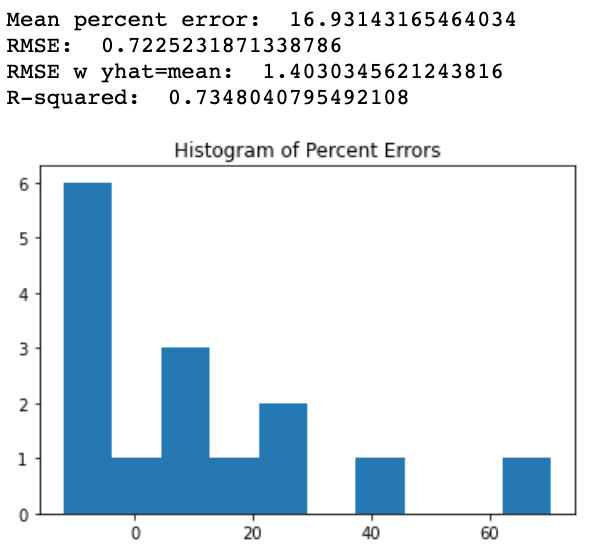 Mean percent error:  16.93143165464034
RMSE:  0.7225231871338786
RMSE w yhat=mean:  1.4030345621243816
R-squared:  0.7348040795492108
Histogram of Percent Errors
6
5
4
3
2
1
0
0 20 40 60